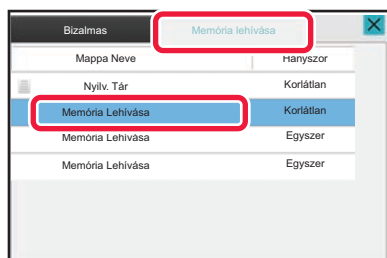 Bizalmas Memória lehívása
Mappa Neve Hányszor
Nyilv. Tár Korlátlan
Memória Lehívása Korlátlan
Memória Lehívása Egyszer
Memória Lehívása Egyszer